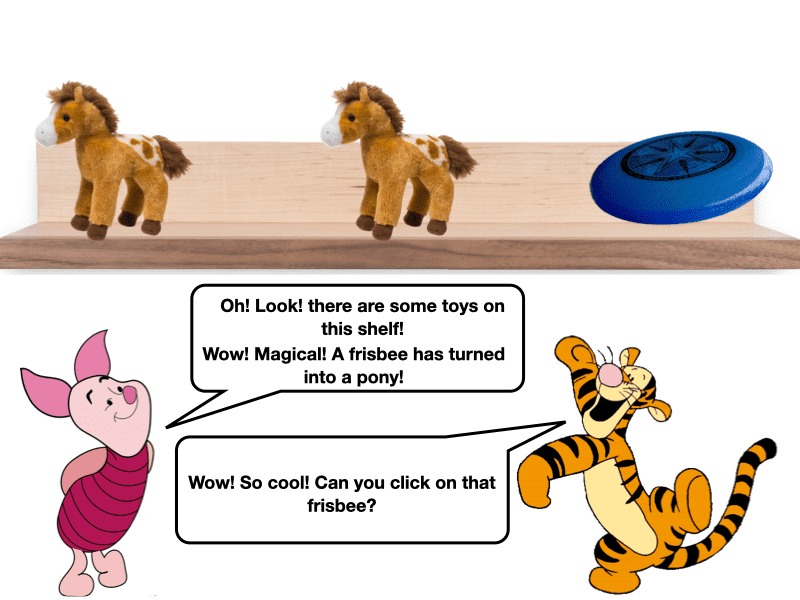 Oh! Look! there are some toys on
this shelf!
Wow! Magical! A frisbee has turned
into a pony!
Wow! So cool! Can you click on that
frisbee?